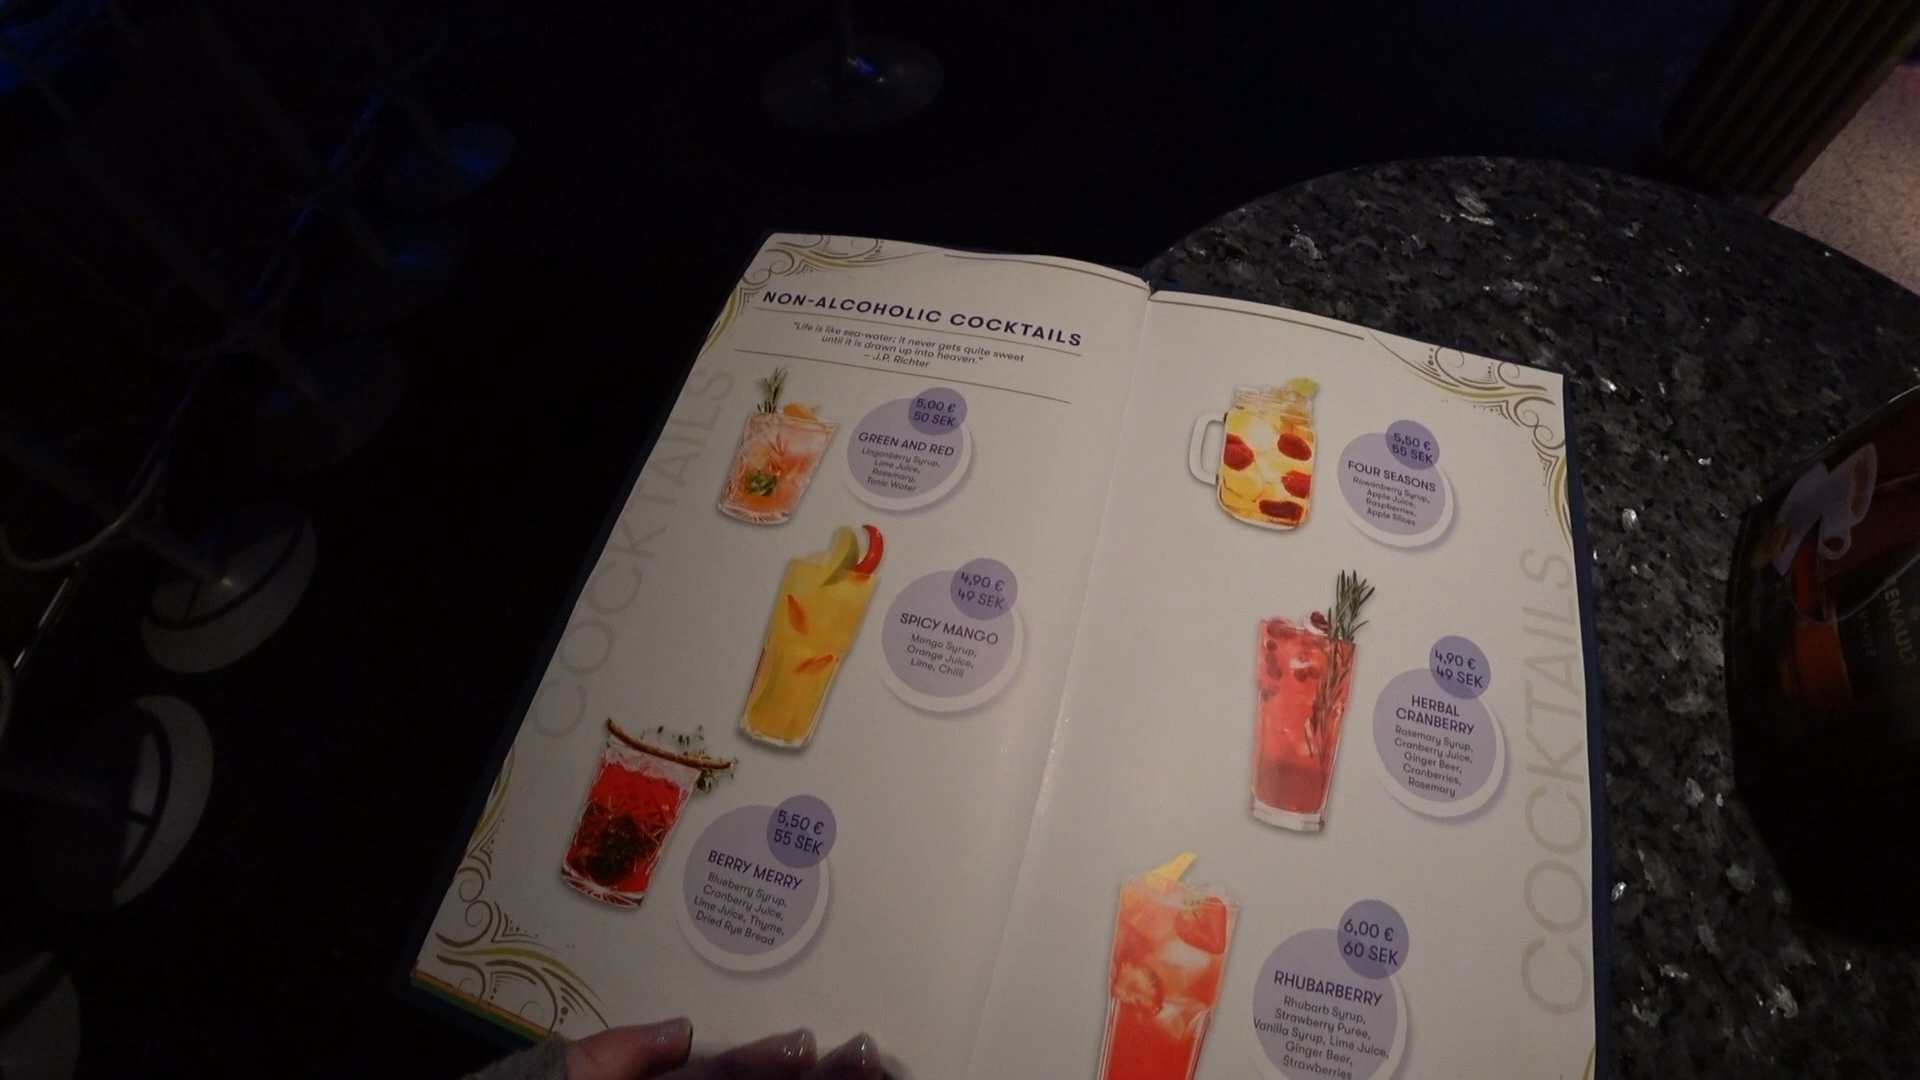 NON-ALCOHOLIC COCKTAILS
"Life is like sea-water; it never gets quite sweet
until it is drawn up into heaven."
– J.P. Richter
COCKTAILS
5,00 €
50 SEK
GREEN AND RED
Lingonberry Syrup,
Lime Juice,
Rosemary,
Tonic Water
4,90 €
49 SEK
SPICY MANGO
Mango Syrup,
Orange Juice,
Lime, Chilli
5,50 €
55 SEK
BERRY MERRY
Blueberry Syrup,
Cranberry Juice,
Lime Juice, Thyme,
Dried Rye Bread
5,50 €
55 SEK
FOUR SEASONS
Rowanberry Syrup,
Apple Juice,
Raspberries,
Apple Slices
4,90 €
49 SEK
HERBAL
CRANBERRY
Rosemary Syrup,
Cranberry Juice,
Ginger Beer,
Cranberries,
Rosemary
6,00 €
60 SEK
RHUBARBERRY
Rhubarb Syrup,
Strawberry Puree,
Vanilla Syrup, Lime Juice,
Ginger Beer,
Strawberries
COCKTAILS